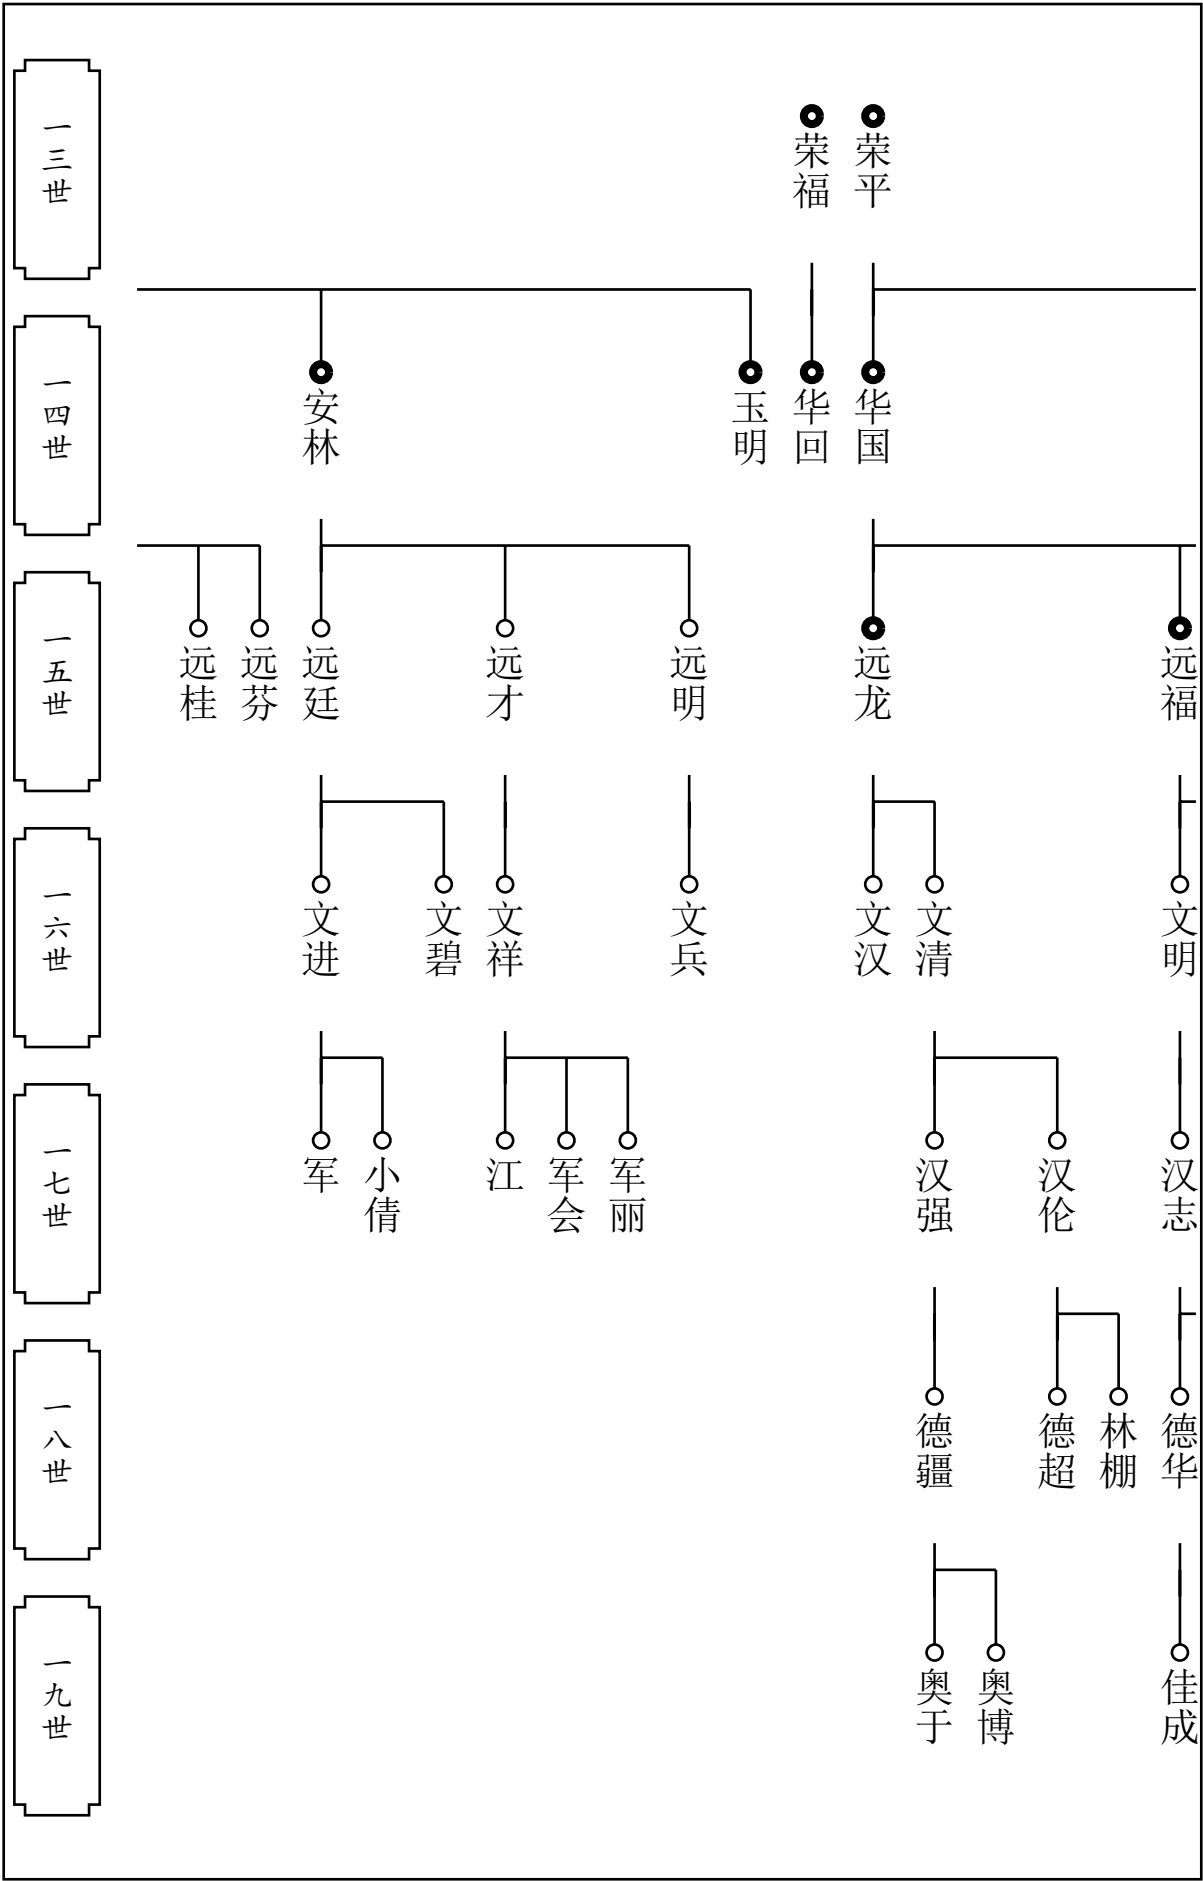 一三世
荣平
荣福
一四世
华国
华回
玉明
安林
一五世
远福
远龙
远明
远才
远廷
远芬
远桂
一六世
文明
文清
文汉
文兵
文祥
文碧
文进
一七世
汉志
汉伦
汉强
军丽
军会
江
小倩
军
一八世
德华
林棚
德超
德疆
一九世
佳成
奥博
奥于